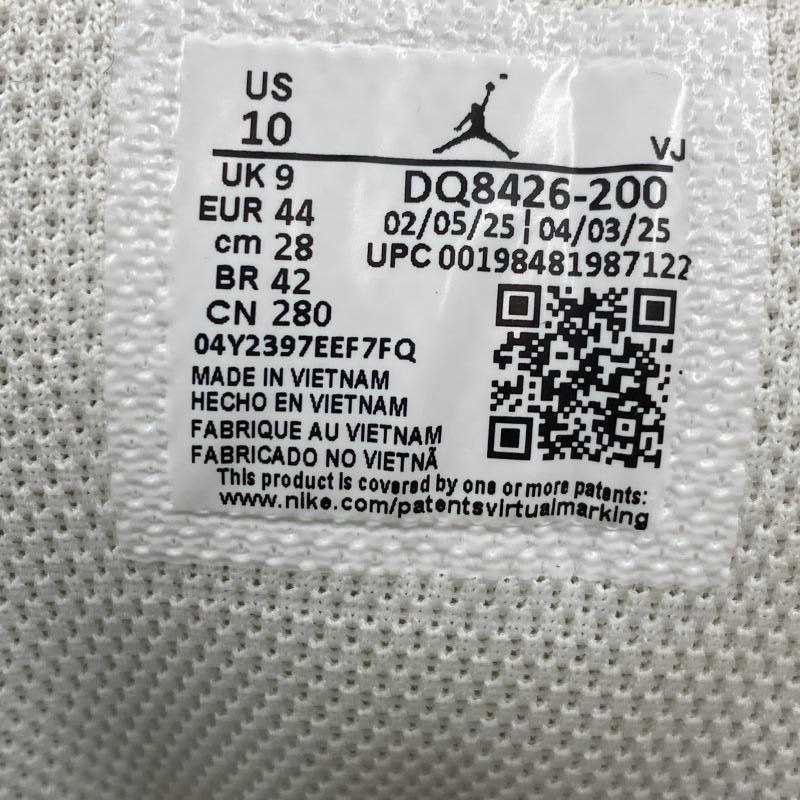 US
10
VJ
UK 9
EUR 44
cm 28
BR 42
CN 280
DQ8426-200
02/05/25 | 04/03/25
UPC 00198481987122
04Y2397EEF7FQ
MADE IN VIETNAM
HECHO EN VIETNAM
FABRIQUE AU VIETNAM
FABRICADO NO VIETNÃ
This product is covered by one or more patents:
www.nike.com/patentsvirtualmarking